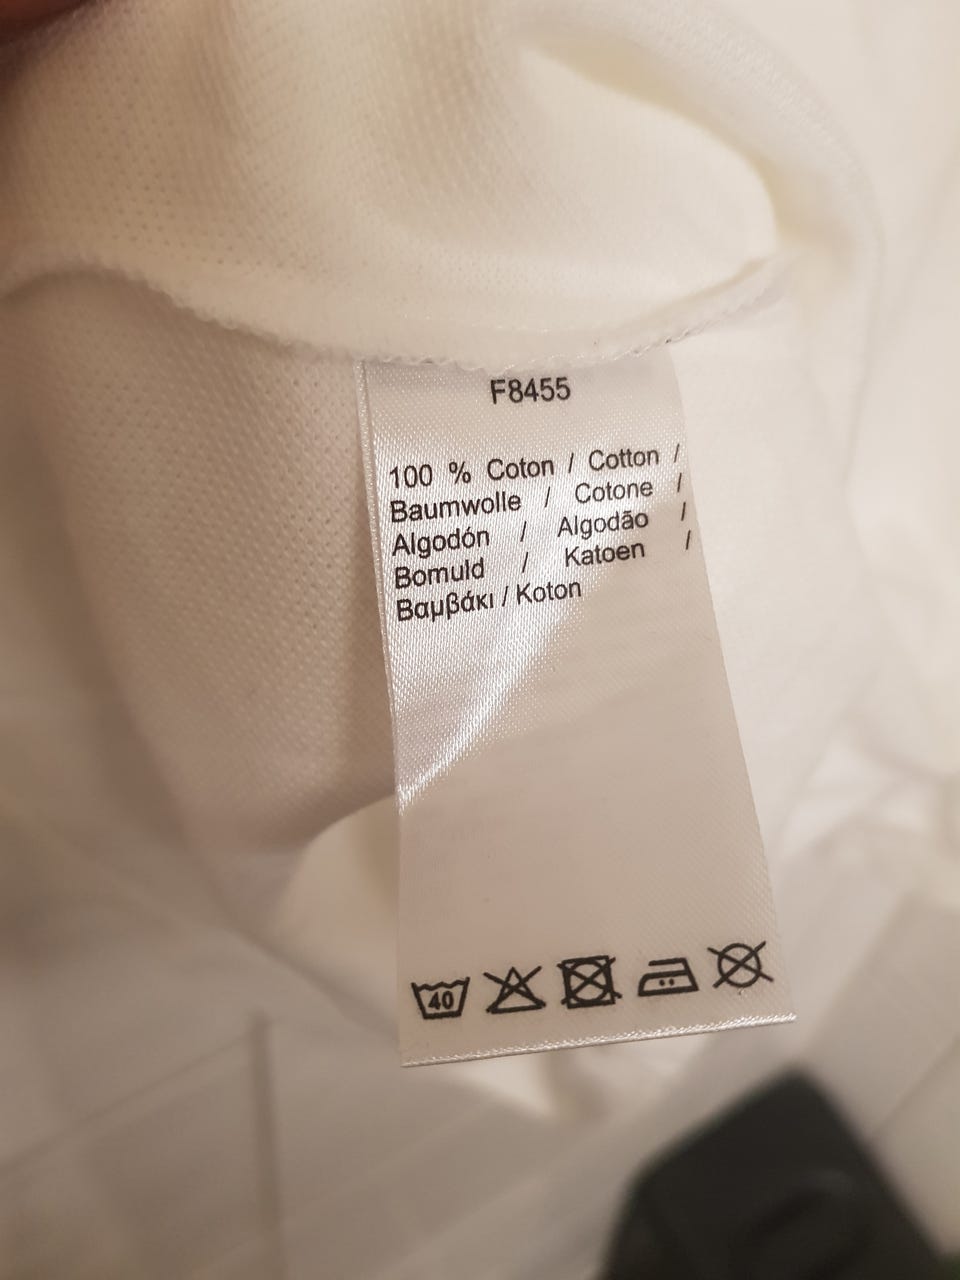 F8455
100 % Coton / Cotton /
Baumwolle / Cotone /
Algodón / Algodão /
Bomuld / Katoen /
Βαμβάκι / Koton
40